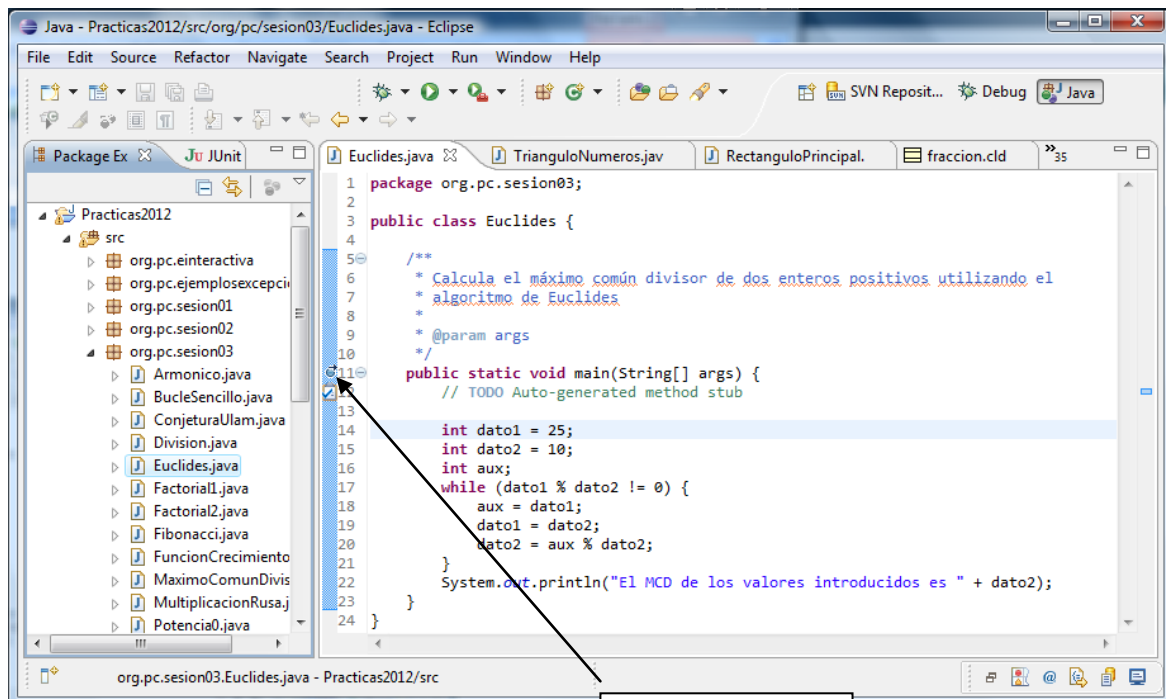 Java - Practicas2012/src/org/pc/sesion03/Euclides.java - Eclipse
File Edit Source Refactor Navigate Search Project Run Window Help
SVN Reposit... Debug Java
Package Ex JU JUnit
Euclides.java TrianguloNumeros.jav RectanguloPrincipal. fraccion.cld »35
Practicas2012
src
org.pc.einteractiva
org.pc.ejemplosexcepci
org.pc.sesion01
org.pc.sesion02
org.pc.sesion03
Armonico.java
BucleSencillo.java
ConjeturaUlam.java
Division.java
Euclides.java
Factorial1.java
Factorial2.java
Fibonacci.java
FuncionCrecimiento
MaximoComunDivis
MultiplicacionRusa.j
Potencia0.java
1 package org.pc.sesion03;
2
3 public class Euclides {
4
5 /**
6 * Calcula el máximo común divisor de dos enteros positivos utilizando el
7 * algoritmo de Euclides
8 *
9 * @param args
10 */
11 public static void main(String[] args) {
12 // TODO Auto-generated method stub
13
14 int dato1 = 25;
15 int dato2 = 10;
16 int aux;
17 while (dato1 % dato2 != 0) {
18 aux = dato1;
19 dato1 = dato2;
20 dato2 = aux % dato2;
21 }
22 System.out.println("El MCD de los valores introducidos es " + dato2);
23 }
24 }
org.pc.sesion03.Euclides.java - Practicas2012/src